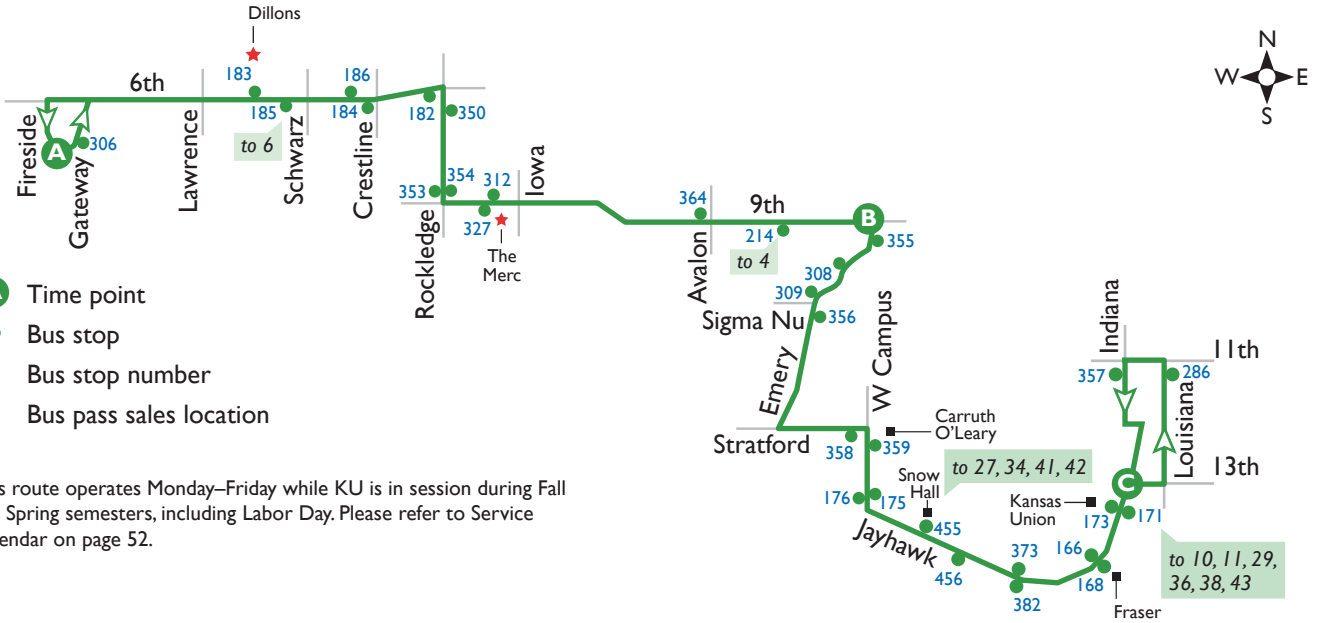 Dillons
N
W E
S
183
186
6th
185
184
182
350
306
to 6
A
Fireside
Gateway
Lawrence
Schwarz
Crestline
353
354
312
Iowa
327
The
Merc
Rockledge
364
9th
B
214
355
to 4
Avalon
308
309
Sigma Nu
356
Emery
W Campus
Stratford
358
359
Carruth
O'Leary
Snow
Hall
to 27, 34, 41, 42
176
175
455
Jayhawk
456
373
382
Kansas
Union
166
168
Fraser
173
171
C
Indiana
11th
357
286
Louisiana
13th
to 10, 11, 29,
36, 38, 43
Time point
Bus stop
Bus stop number
Bus pass sales location
route operates Monday–Friday while KU is in session during Fall
Spring semesters, including Labor Day. Please refer to Service
on page 52.